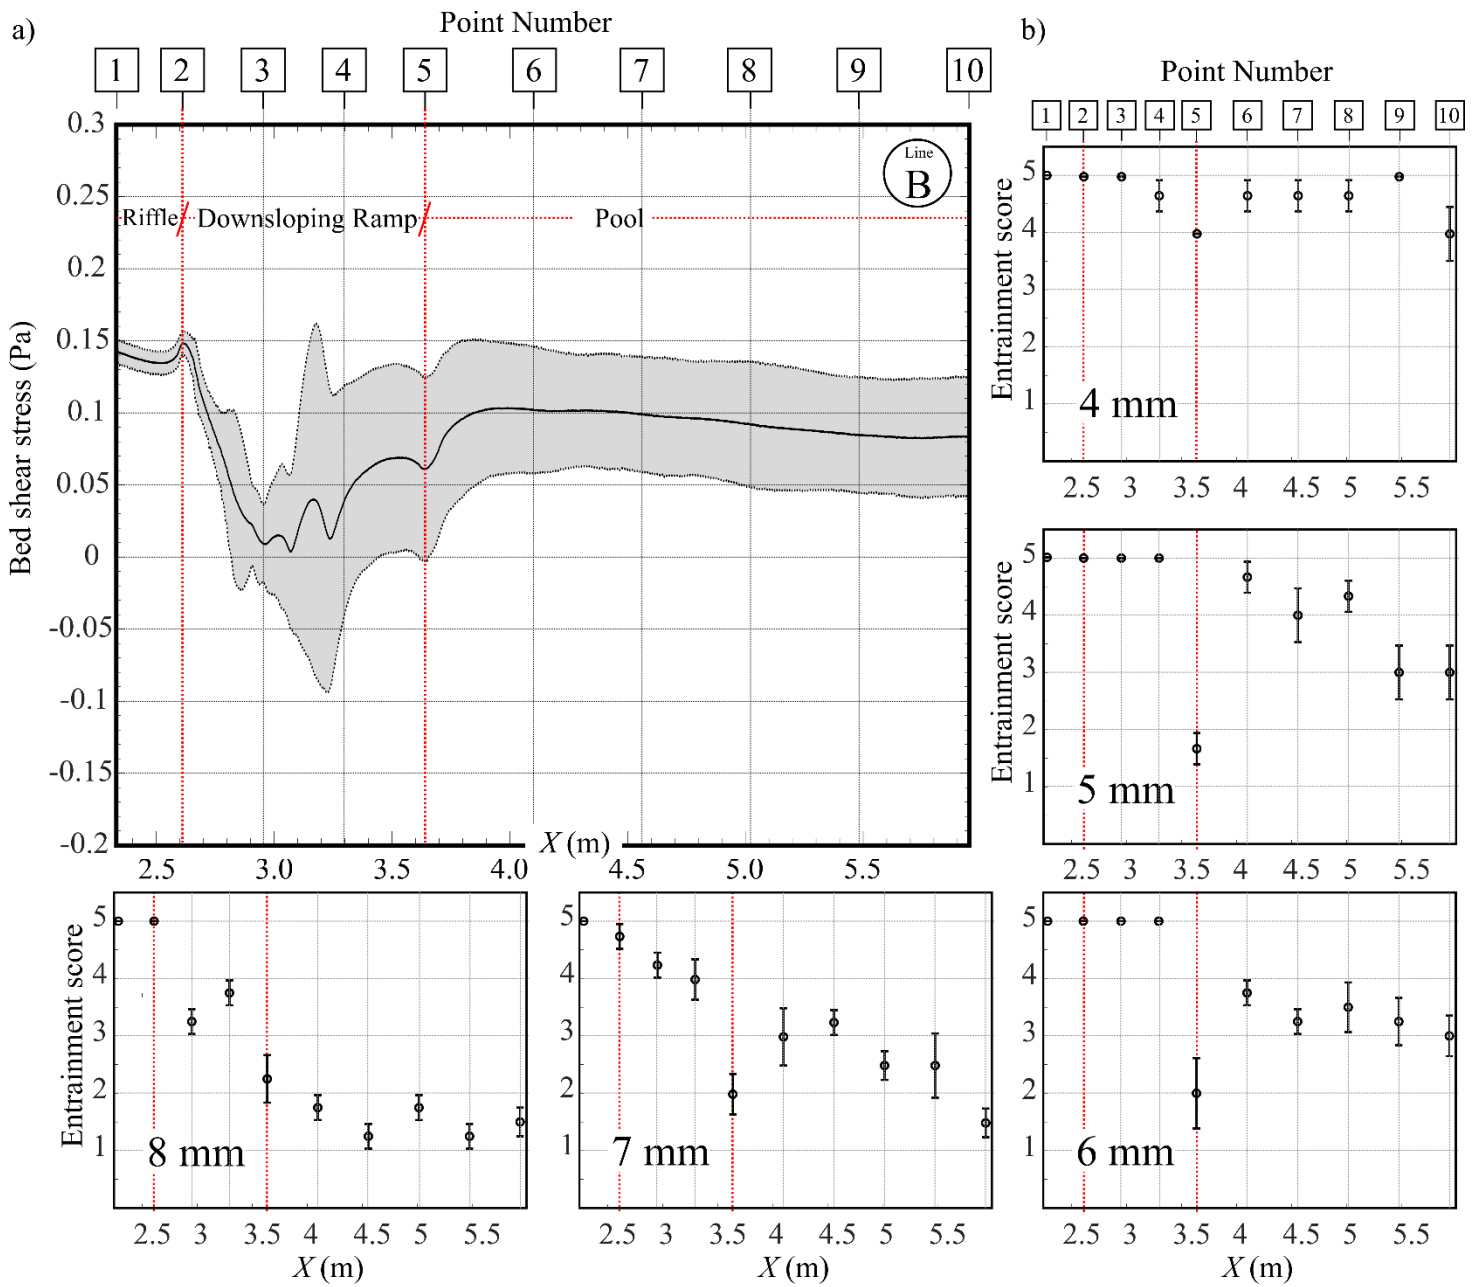 a)
Point Number
1 2 3 4 5 6 7 8 9 10
0.3
0.25
0.2
0.15
0.1
0.05
0
-0.05
-0.1
-0.15
-0.2
Bed shear stress (Pa)
Line
B
Riffle
Downsloping Ramp
Pool
2.5 3.0 3.5 4.0 4.5 5.0 5.5
X (m)
b)
Point Number
1 2 3 4 5 6 7 8 9 10
Entrainment score
5
4
3
2
1
4 mm
2.5 3 3.5 4 4.5 5 5.5
Entrainment score
5
4
3
2
1
5 mm
2.5 3 3.5 4 4.5 5 5.5
Entrainment score
5
4
3
2
1
8 mm
2.5 3 3.5 4 4.5 5 5.5
X (m)
5
4
3
2
1
7 mm
2.5 3 3.5 4 4.5 5 5.5
X (m)
Entrainment score
5
4
3
2
1
6 mm
2.5 3 3.5 4 4.5 5 5.5
X (m)